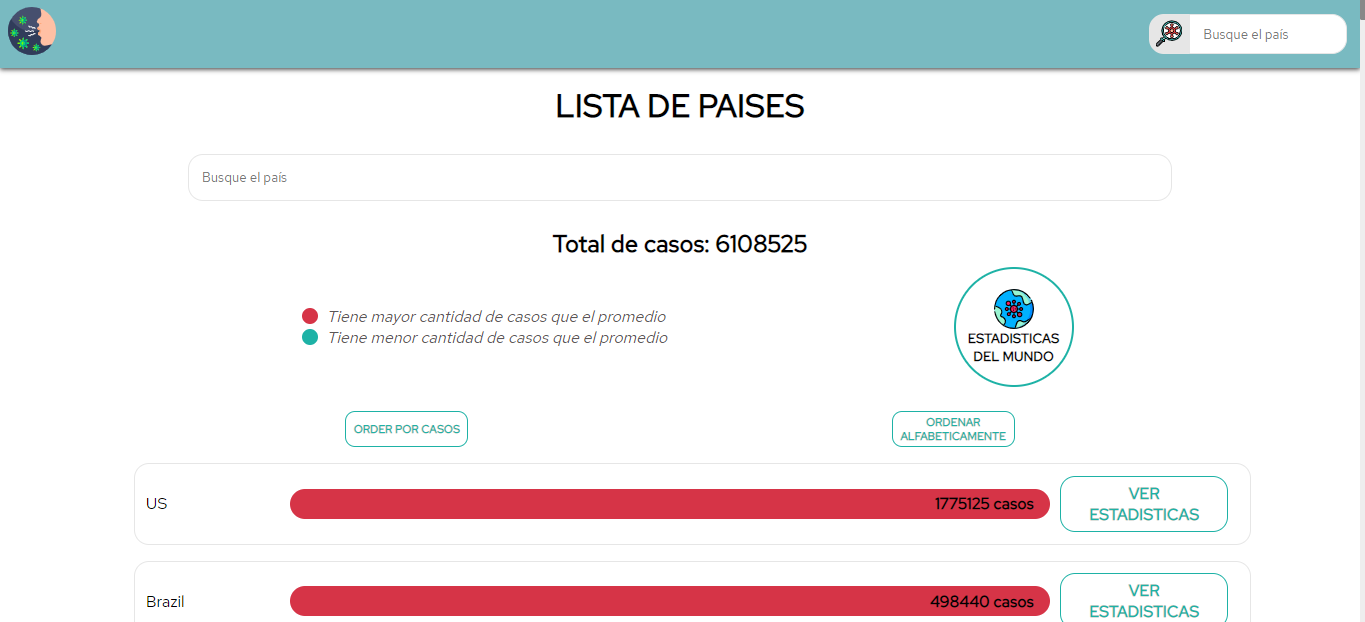 Busque el país
LISTA DE PAISES
Busque el país
Total de casos: 6108525
Tiene mayor cantidad de casos que el promedio
Tiene menor cantidad de casos que el promedio
ESTADISTICAS
DEL MUNDO
ORDER POR CASOS
ORDENAR
ALFABETICAMENTE
US
1775125 casos
VER
ESTADISTICAS
Brazil
498440 casos
VER
ESTADISTICAS